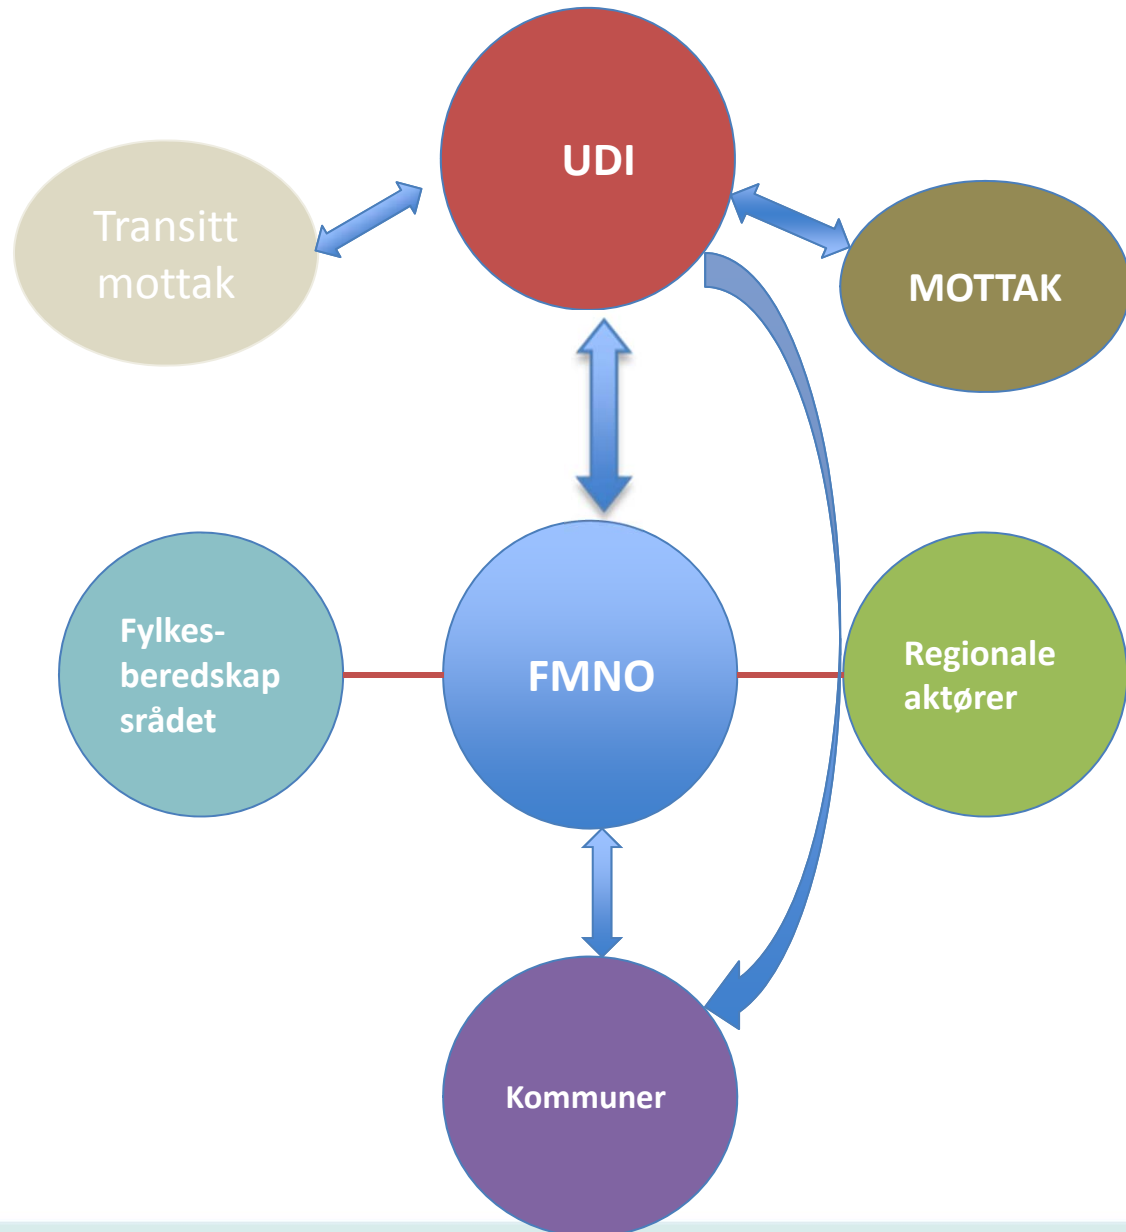 UDI
Transitt
mottak
MOTTAK
Fylkes-
beredskap
srådet
FMNO
Regionale
aktører
Kommuner